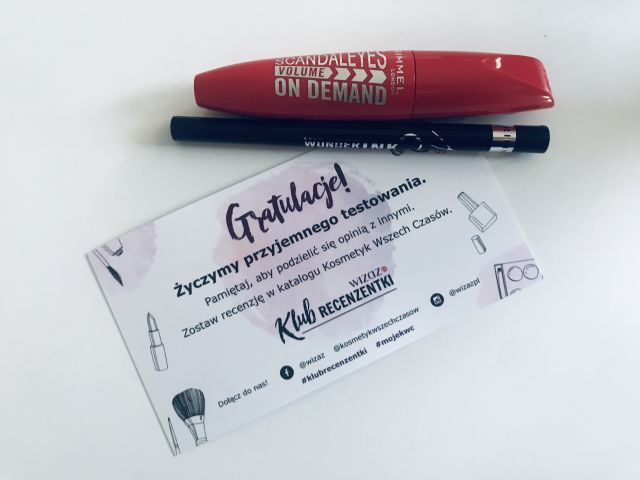 SCANDALEYES
VOLUME
ON DEMAND
RIMMEL
LONDON
WONDER'INK
Gratulacje!
Życzymy przyjemnego testowania.
Pamiętaj, aby podzielić się opinią z innymi.
Zostaw recenzję w katalogu Kosmetyk Wszech Czasów.
WIZAZ
Klub RECENZENTKI
Dołącz do nas!
@wizaz @kosmetykwszechczasow
@wizazpl
#klubrecenzentki #mojekwc